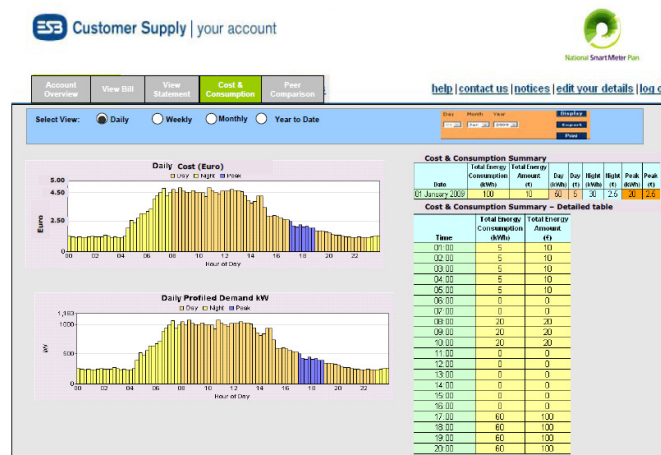 ESB Customer Supply | your account
National Smart Meter Plan
Account Overview
View Bill
View Statement
Cost & Consumption
Peer Comparison
help | contact us | notices | edit your details | log o
Select View: Daily Weekly Monthly Year to Date
Day Month Year
Display
Export
Print
Daily Cost (Euro)
Day Night Peak
5.00
4.50
2.50
0
Euro
00 02 04 06 08 10 12 14 16 18 20 22
Hour of Day
Daily Profiled Demand kW
Day Night Peak
1,383
1000
500
0
kW
00 02 04 06 08 10 12 14 16 18 20 22
Hour of Day
Cost & Consumption Summary
Date Total Energy Consumption (kWh) Total Energy Amount (€) Day (kWh) Day (€) Night (kWh) Night (€) Peak (kWh) Peak (€)
01 January 2009 100 10 60 5 30 2.6 20 2.6
Cost & Consumption Summary – Detailed table
Time Total Energy Consumption (kWh) Total Energy Amount (€)
01:00 5 10
02:00 5 10
03:00 5 10
04:00 5 10
05:00 5 10
06:00 0 0
07:00 0 0
08:00 20 20
09:00 20 20
10:00 20 20
11:00 0 0
12:00 0 0
13:00 0 0
14:00 0 0
15:00 0 0
16:00 0 0
17:00 60 100
18:00 60 100
19:00 60 100
20:00 60 100